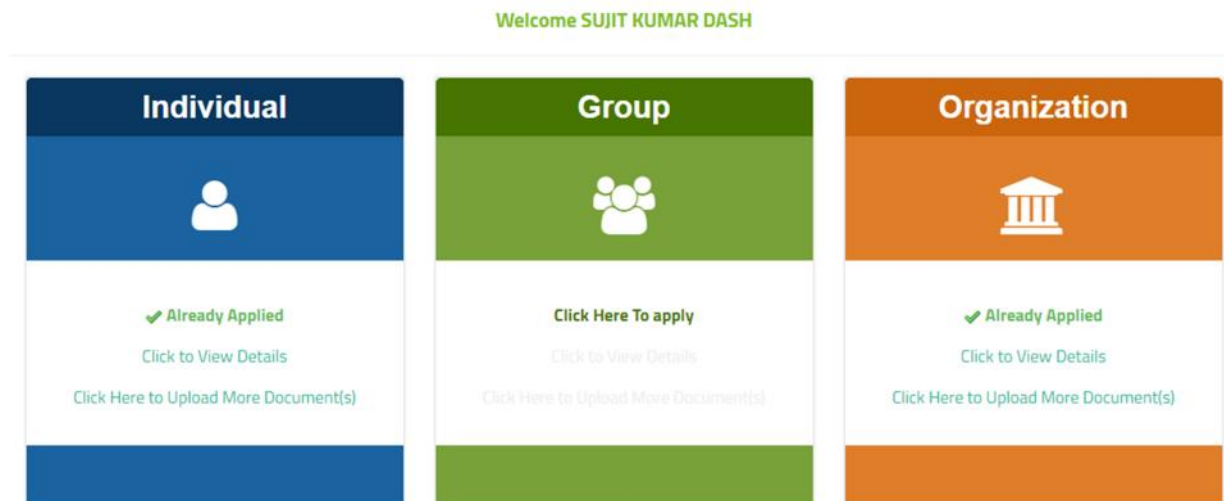 Welcome SUJIT KUMAR DASH
Individual
Group
Organization
Already Applied
Click to View Details
Click Here to Upload More Document(s)
Click Here To apply
Click to View Details
Click Here to Upload More Document(s)
Already Applied
Click to View Details
Click Here to Upload More Document(s)